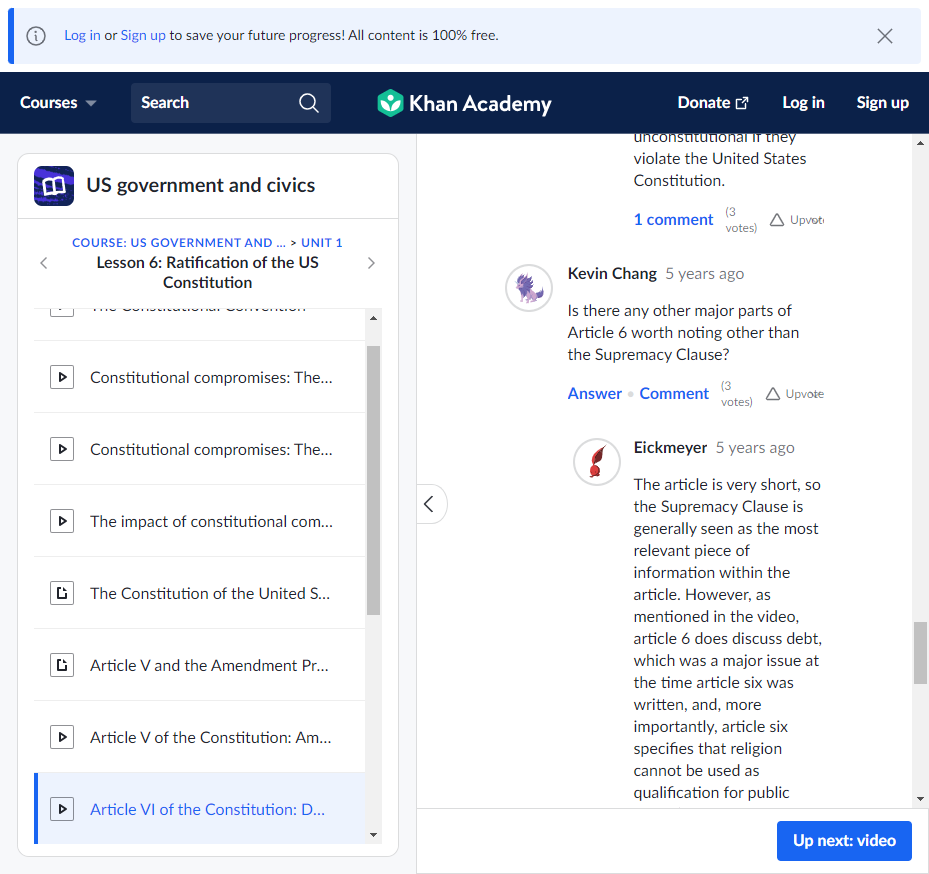 Log in or Sign up to save your future progress! All content is 100% free.
Courses
Search
Khan Academy
Donate
Log in
Sign up
US government and civics
COURSE: US GOVERNMENT AND ... > UNIT 1
Lesson 6: Ratification of the US
Constitution
The Constitutional Convention
Constitutional compromises: The...
Constitutional compromises: The...
The impact of constitutional com...
The Constitution of the United S...
Article V and the Amendment Pr...
Article V of the Constitution: Am...
Article VI of the Constitution: D...
unconstitutional if they
violate the United States
Constitution.
1 comment (3 votes) Upvote
Kevin Chang 5 years ago
Is there any other major parts of
Article 6 worth noting other than
the Supremacy Clause?
Answer • Comment (3 votes) Upvote
Eickmeyer 5 years ago
The article is very short, so
the Supremacy Clause is
generally seen as the most
relevant piece of
information within the
article. However, as
mentioned in the video,
article 6 does discuss debt,
which was a major issue at
the time article six was
written, and, more
importantly, article six
specifies that religion
cannot be used as
qualification for public
Up next: video